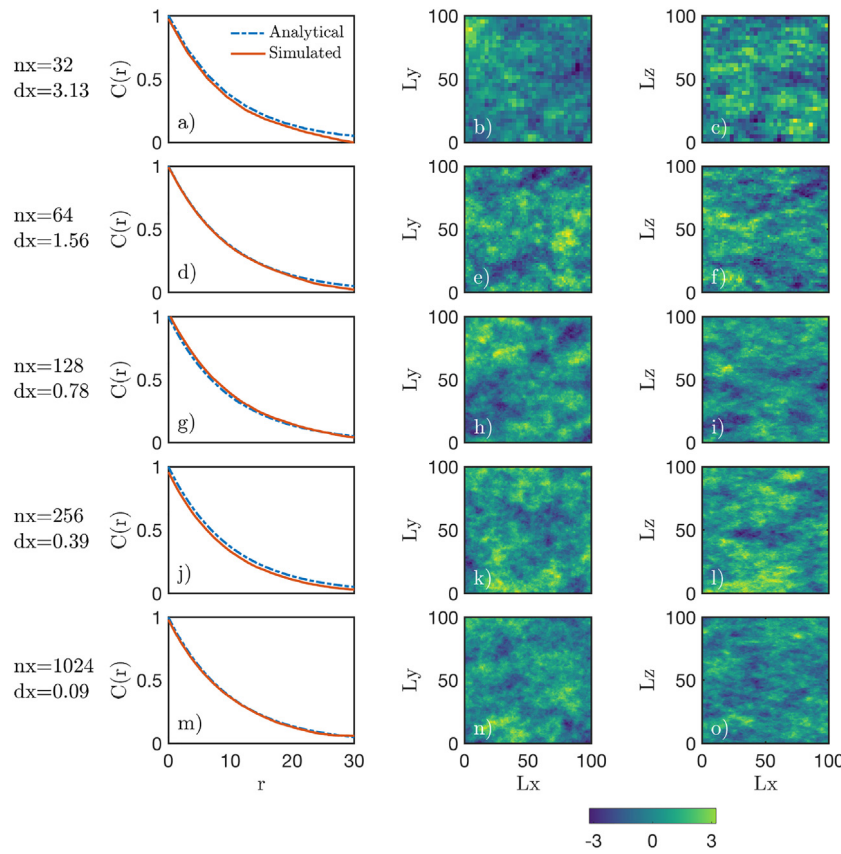 nx=32
dx=3.13
C(r)
1
0.5
0
Analytical
Simulated
a)
Ly
100
50
0
b)
Lz
100
50
0
c)
nx=64
dx=1.56
C(r)
1
0.5
0
d)
Ly
100
50
0
e)
Lz
100
50
0
f)
nx=128
dx=0.78
C(r)
1
0.5
0
g)
Ly
100
50
0
h)
Lz
100
50
0
i)
nx=256
dx=0.39
C(r)
1
0.5
0
j)
Ly
100
50
0
k)
Lz
100
50
0
l)
nx=1024
dx=0.09
C(r)
1
0.5
0
m)
0 10 20 30
r
Ly
100
50
0
n)
0 50 100
Lx
Lz
100
50
0
o)
0 50 100
Lx
-3 0 3